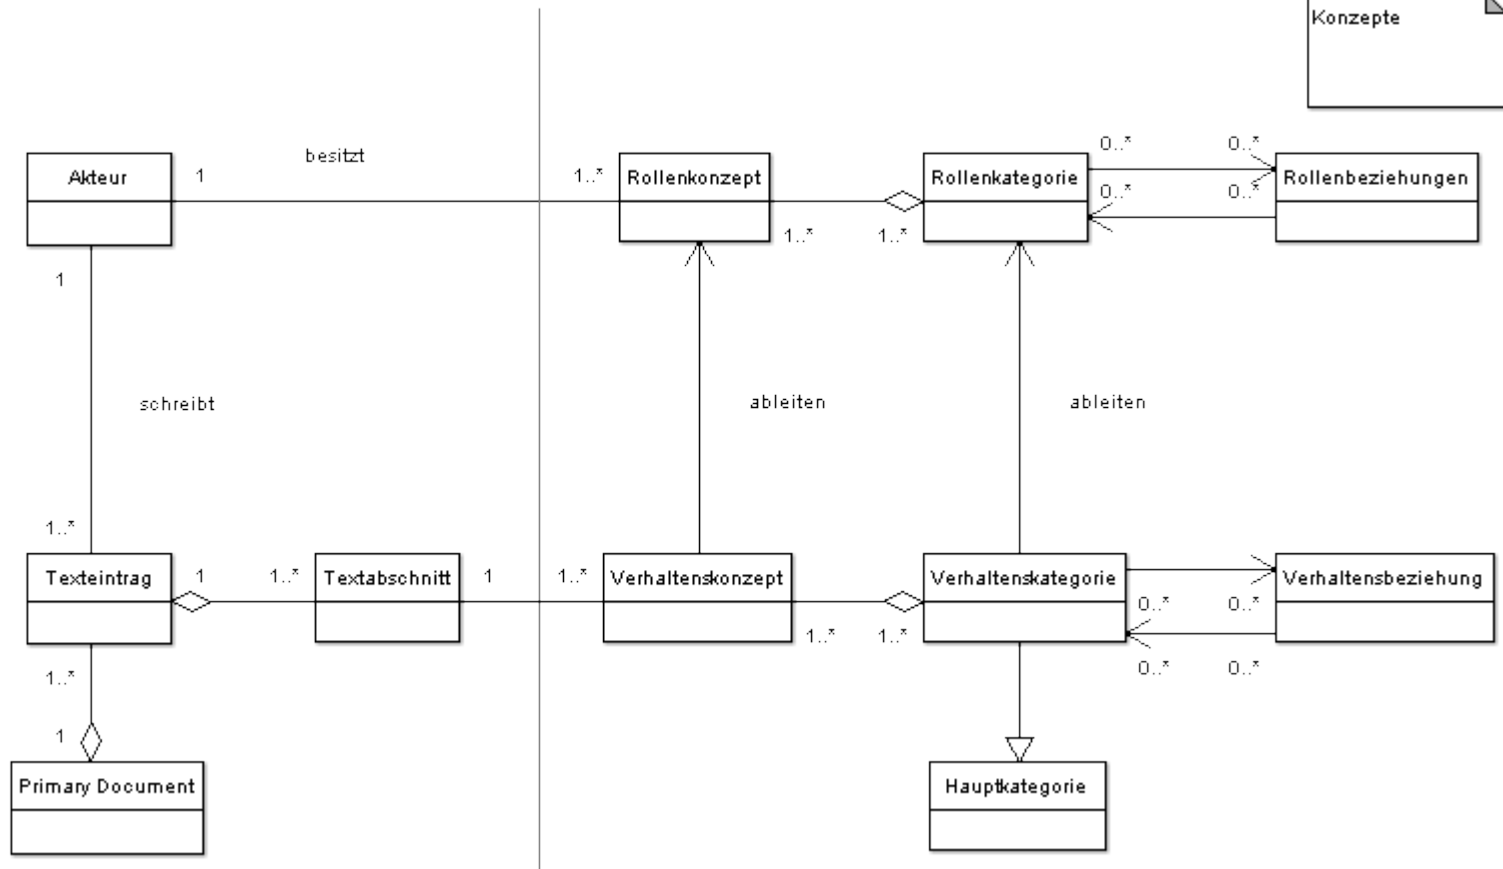 Konzepte
besitzt
0..* 0..*
Akteur 1 1..* Rollenkonzept Rollenkategorie Rollenbeziehungen
0..* 0..*
1..* 1..*
1
schreibt ableiten ableiten
1..*
Texteintrag 1 1..* Textabschnitt 1 1..* Verhaltenskonzept Verhaltenskategorie Verhaltensbeziehung
0..* 0..*
1..* 1..*
1..* 0..* 0..*
1
Primary Document Hauptkategorie